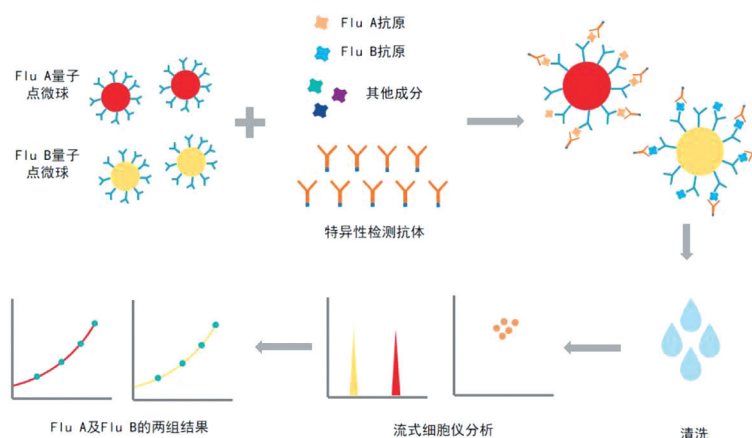 Flu A抗原
Flu B抗原
其他成分
Flu A量子
点微球
Flu B量子
点微球
特异性检测抗体
Flu A及Flu B的两组结果
流式细胞仪分析
清洗